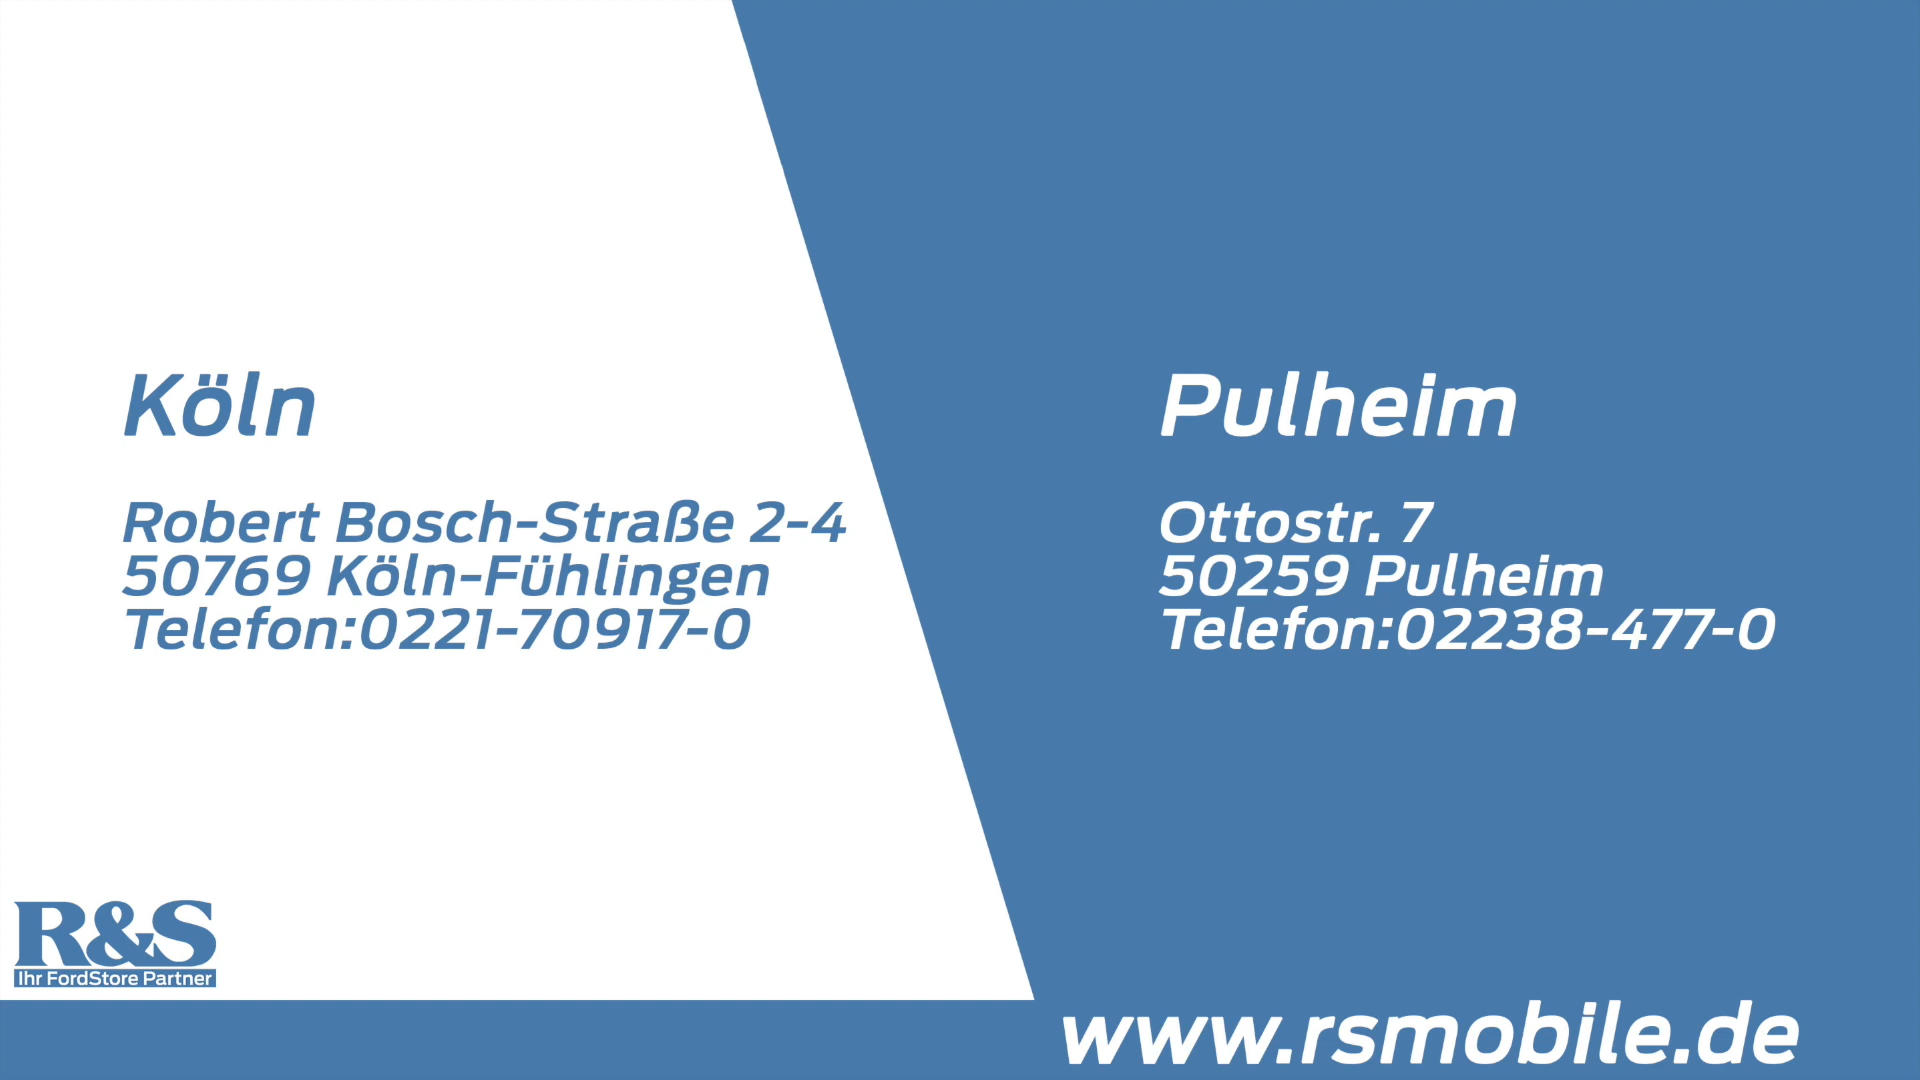 Köln
Robert Bosch-Straße 2-4
50769 Köln-Fühlingen
Telefon:0221-70917-0
Pulheim
Ottostr. 7
50259 Pulheim
Telefon:02238-477-0
R&S
Ihr FordStore Partner
www.rsmobile.de